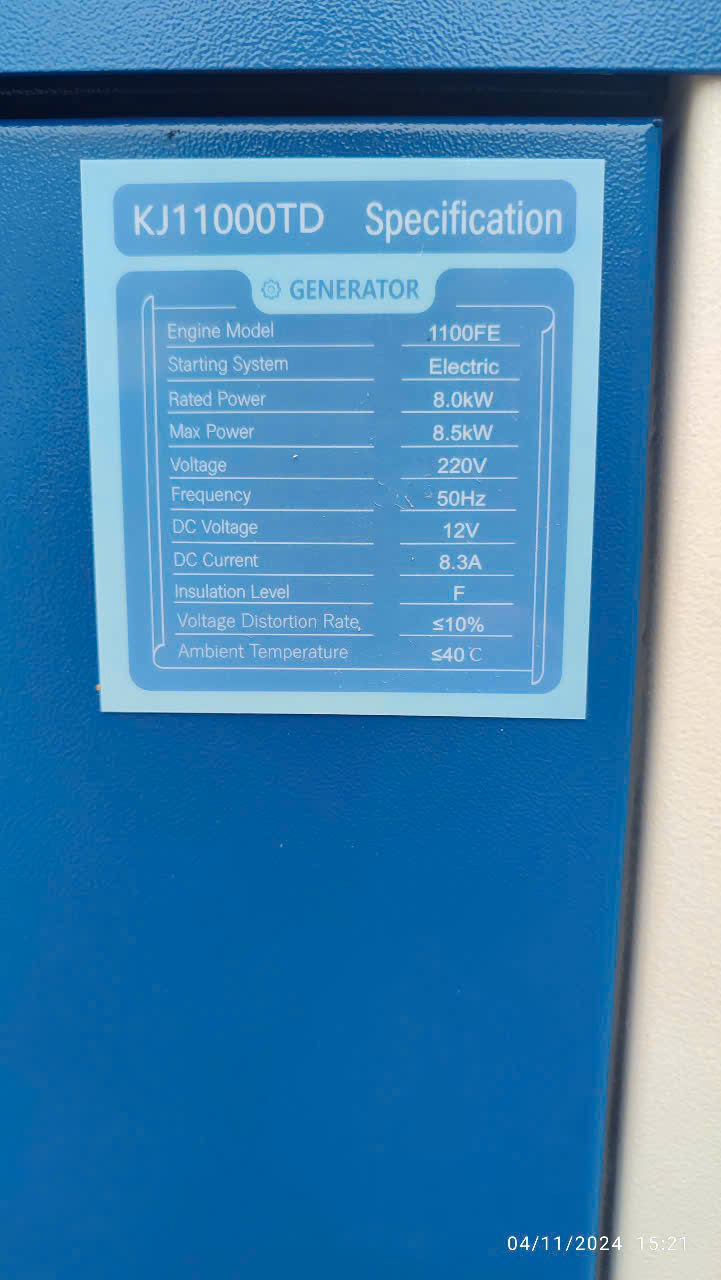 KJ11000TD Specification
GENERATOR
Engine Model 1100FE
Starting System Electric
Rated Power 8.0kW
Max Power 8.5kW
Voltage 220V
Frequency 50Hz
DC Voltage 12V
DC Current 8.3A
Insulation Level F
Voltage Distortion Rate ≤10%
Ambient Temperature ≤40℃
04/11/2024 15:21